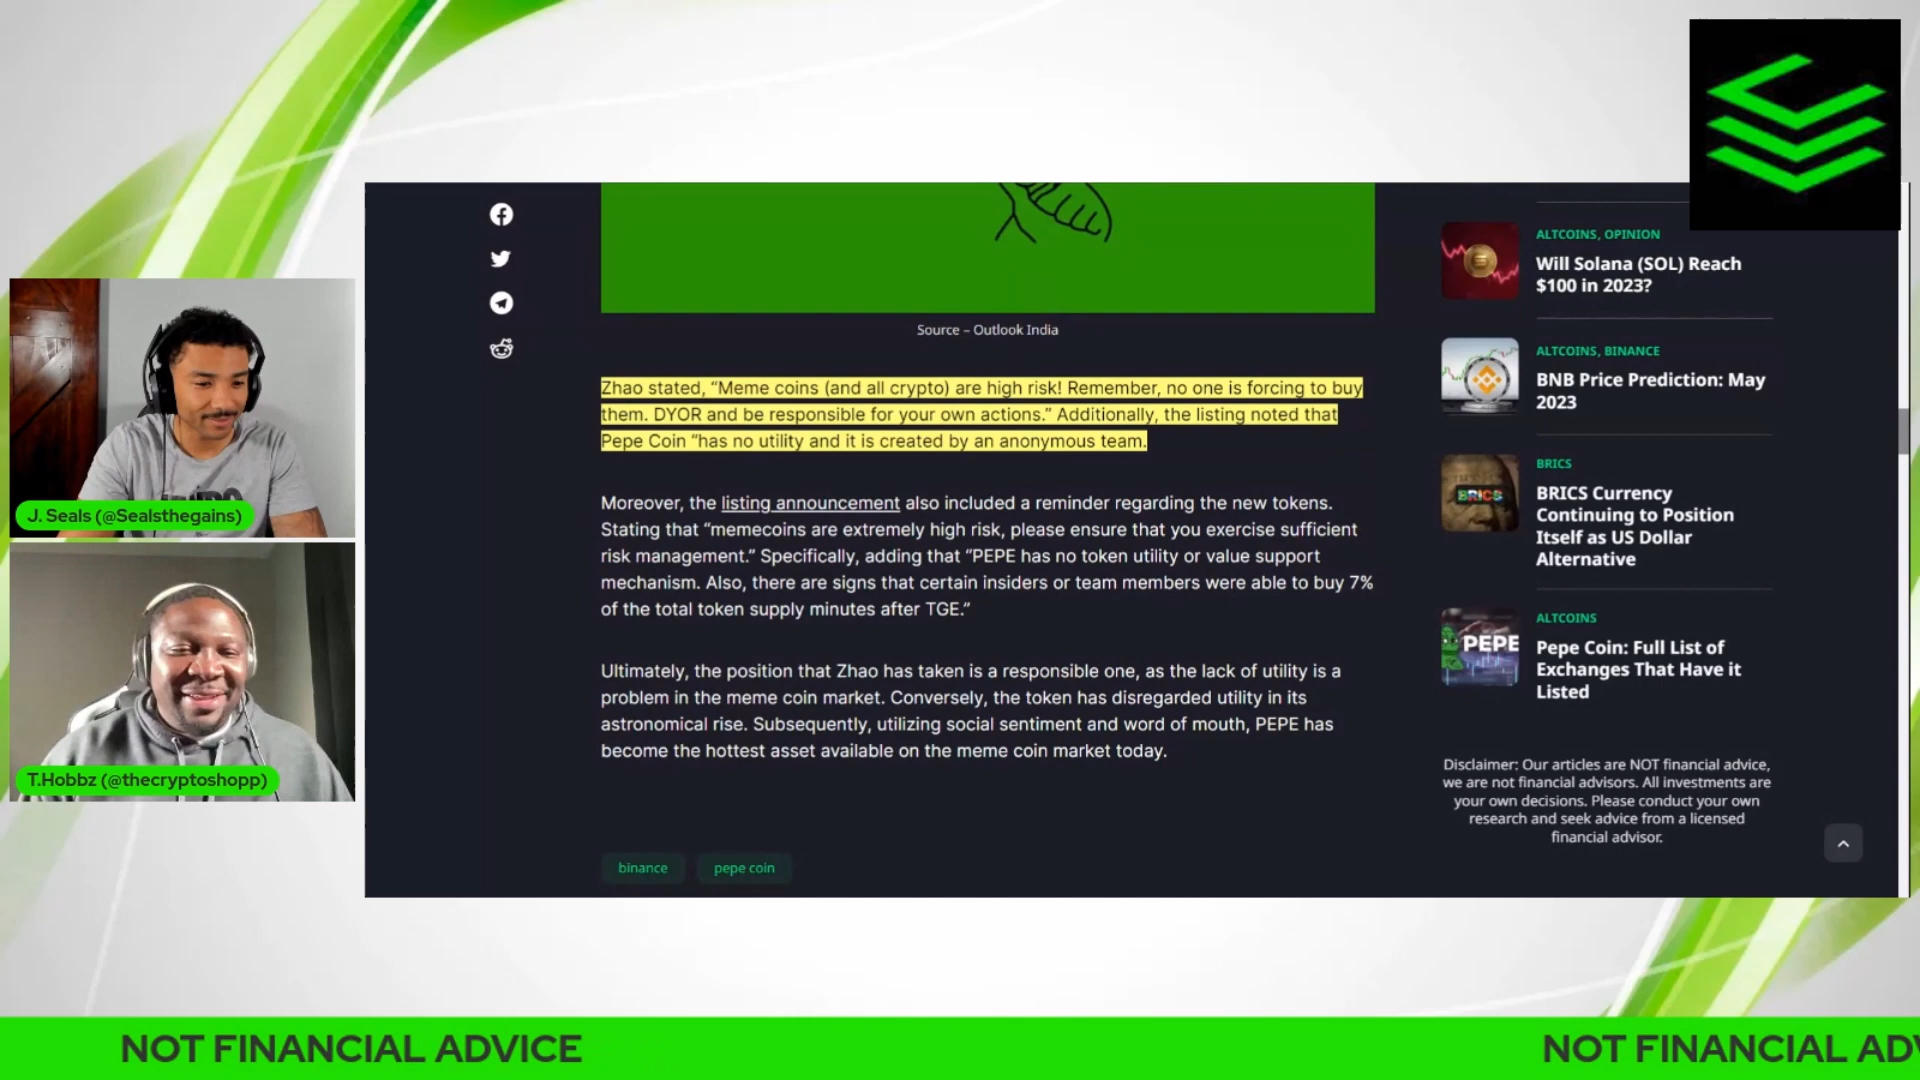 Source – Outlook India
Zhao stated, “Meme coins (and all crypto) are high risk! Remember, no one is forcing to buy
them. DYOR and be responsible for your own actions.” Additionally, the listing noted that
Pepe Coin “has no utility and it is created by an anonymous team.
Moreover, the listing announcement also included a reminder regarding the new tokens.
Stating that “memecoins are extremely high risk, please ensure that you exercise sufficient
risk management.” Specifically, adding that “PEPE has no token utility or value support
mechanism. Also, there are signs that certain insiders or team members were able to buy 7%
of the total token supply minutes after TGE.”
Ultimately, the position that Zhao has taken is a responsible one, as the lack of utility is a
problem in the meme coin market. Conversely, the token has disregarded utility in its
astronomical rise. Subsequently, utilizing social sentiment and word of mouth, PEPE has
become the hottest asset available on the meme coin market today.
binance
pepe coin
ALTCOINS, OPINION
Will Solana (SOL) Reach
$100 in 2023?
ALTCOINS, BINANCE
BNB Price Prediction: May
2023
BRICS
BRICS
BRICS Currency
Continuing to Position
Itself as US Dollar
Alternative
PEPE
ALTCOINS
Pepe Coin: Full List of
Exchanges That Have it
Listed
Disclaimer: Our articles are NOT financial advice,
we are not financial advisors. All investments are
your own decisions. Please conduct your own
research and seek advice from a licensed
financial advisor.
J. Seals (@Sealsthegains)
T.Hobbz (@thecryptoshopp)
NOT FINANCIAL ADVICE
NOT FINANCIAL ADV